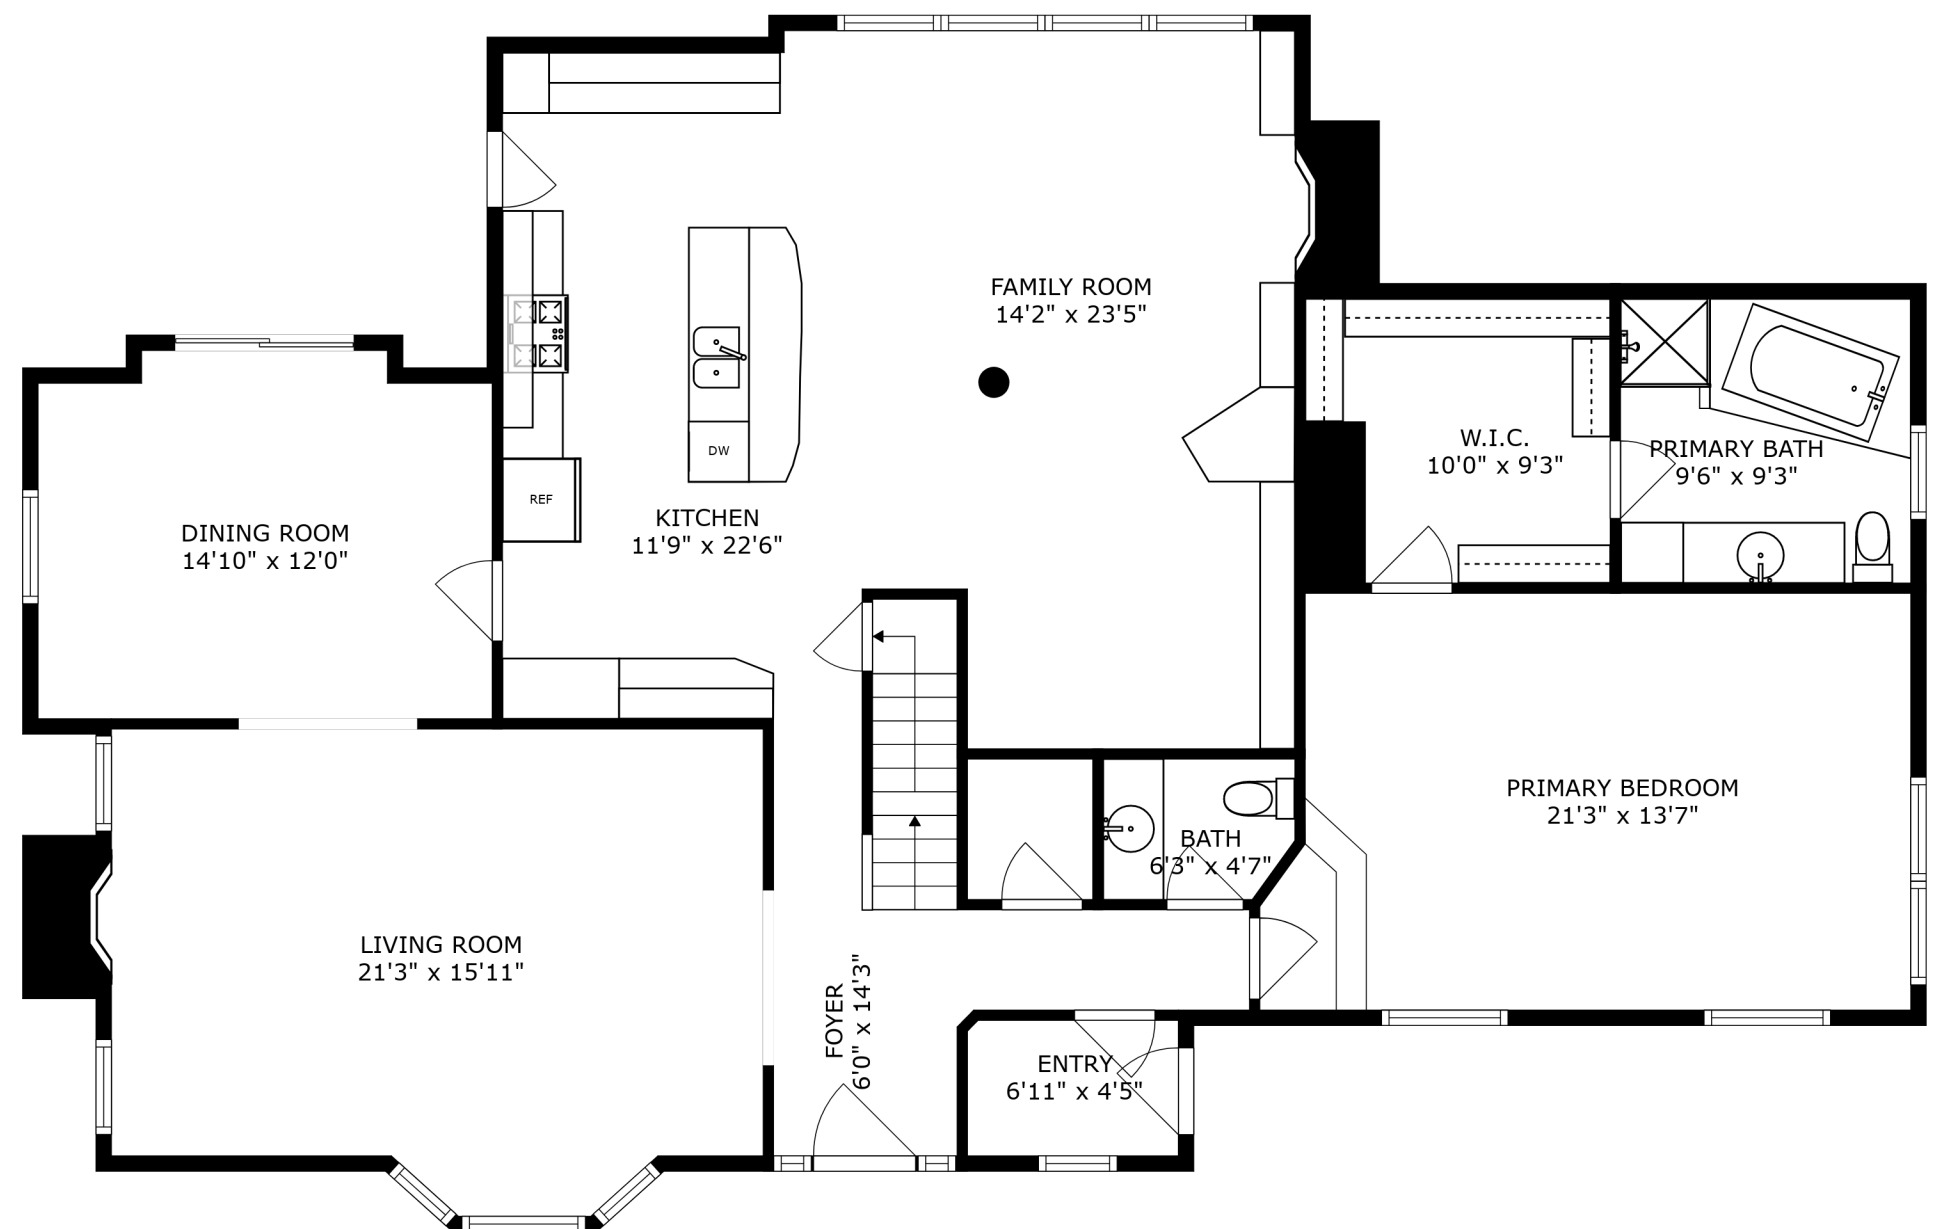 FAMILY ROOM
14'2" x 23'5"
W.I.C.
10'0" x 9'3"
PRIMARY BATH
9'6" x 9'3"
DW
REF
KITCHEN
11'9" x 22'6"
DINING ROOM
14'10" x 12'0"
PRIMARY BEDROOM
21'3" x 13'7"
BATH
6'3" x 4'7"
LIVING ROOM
21'3" x 15'11"
FOYER
6'0" x 14'3"
ENTRY
6'11" x 4'5"